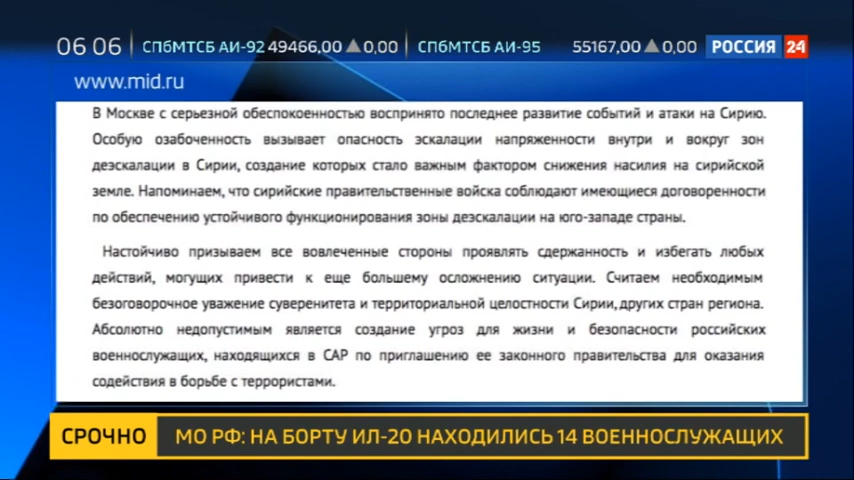 06 06 СПбМТСБ АИ-92 49466,00 ▲ 0,00 СПбМТСБ АИ-95 55167,00 ▲ 0,00 РОССИЯ 24
www.mid.ru
В Москве с серьезной обеспокоенностью воспринято последнее развитие событий и атаки на Сирию.
Особую озабоченность вызывает опасность эскалации напряженности внутри и вокруг зон
деэскалации в Сирии, создание которых стало важным фактором снижения насилия на сирийской
земле. Напоминаем, что сирийские правительственные войска соблюдают имеющиеся договоренности
по обеспечению устойчивого функционирования зоны деэскалации на юго-западе страны.
Настойчиво призываем все вовлеченные стороны проявлять сдержанность и избегать любых
действий, могущих привести к еще большему осложнению ситуации. Считаем необходимым
безоговорочное уважение суверенитета и территориальной целостности Сирии, других стран региона.
Абсолютно недопустимым является создание угроз для жизни и безопасности российских
военнослужащих, находящихся в САР по приглашению ее законного правительства для оказания
содействия в борьбе с террористами.
СРОЧНО МО РФ: НА БОРТУ ИЛ-20 НАХОДИЛИСЬ 14 ВОЕННОСЛУЖАЩИХ